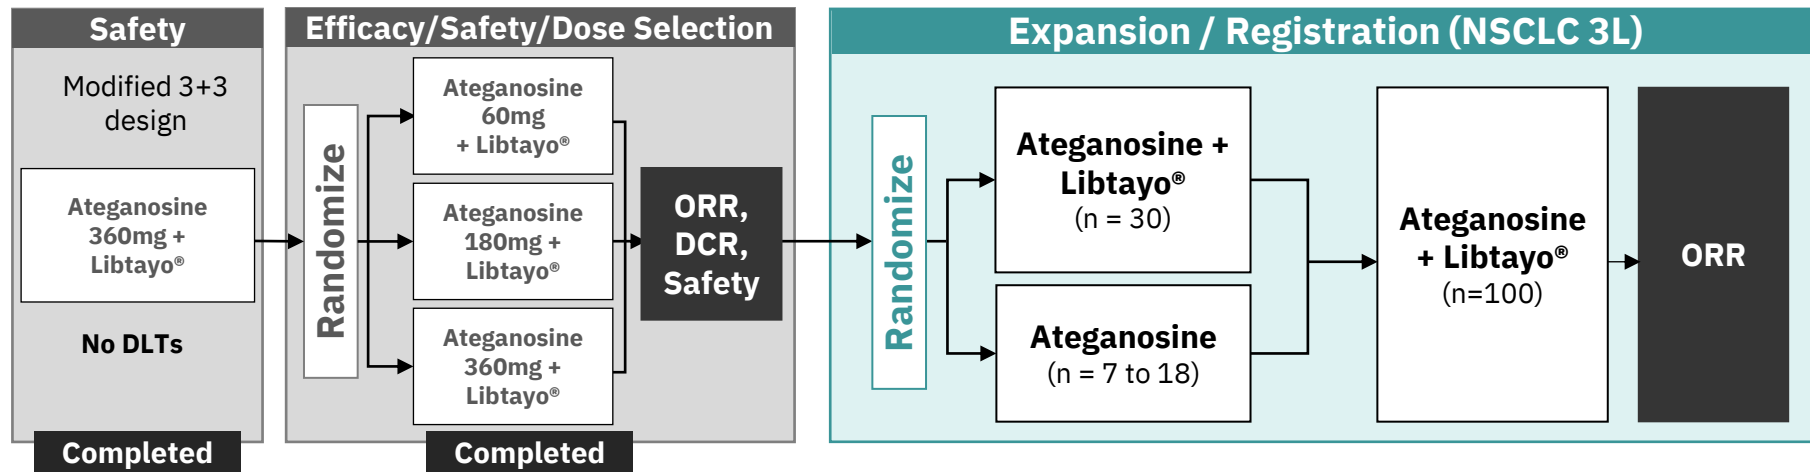 Safety
Modified 3+3
design
Ateganosine
360mg +
Libtayo®
No DLTs
Completed
Efficacy/Safety/Dose Selection
Randomize
Ateganosine
60mg
+ Libtayo®
Ateganosine
180mg +
Libtayo®
Ateganosine
360mg +
Libtayo®
ORR,
DCR,
Safety
Completed
Expansion / Registration (NSCLC 3L)
Randomize
Ateganosine +
Libtayo®
(n = 30)
Ateganosine
(n = 7 to 18)
Ateganosine
+ Libtayo®
(n=100)
ORR